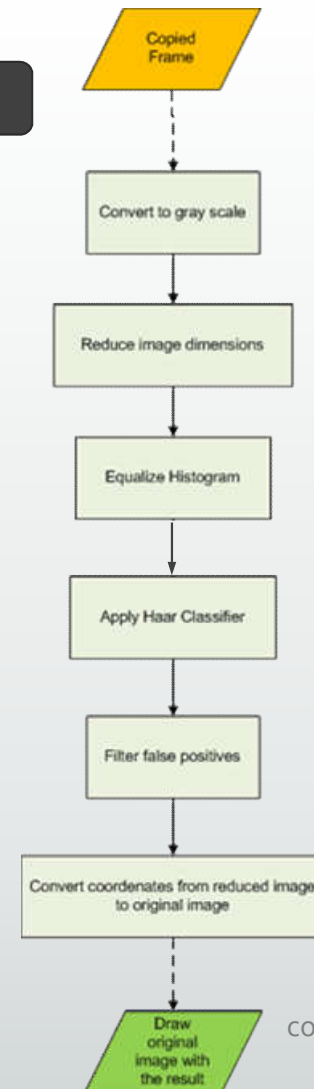 Copied
Frame
Convert to gray scale
Reduce image dimensions
Equalize Histogram
Apply Haar Classifier
Filter false positives
Convert coordenates from reduced image
to original image
Draw
original
image with
the result